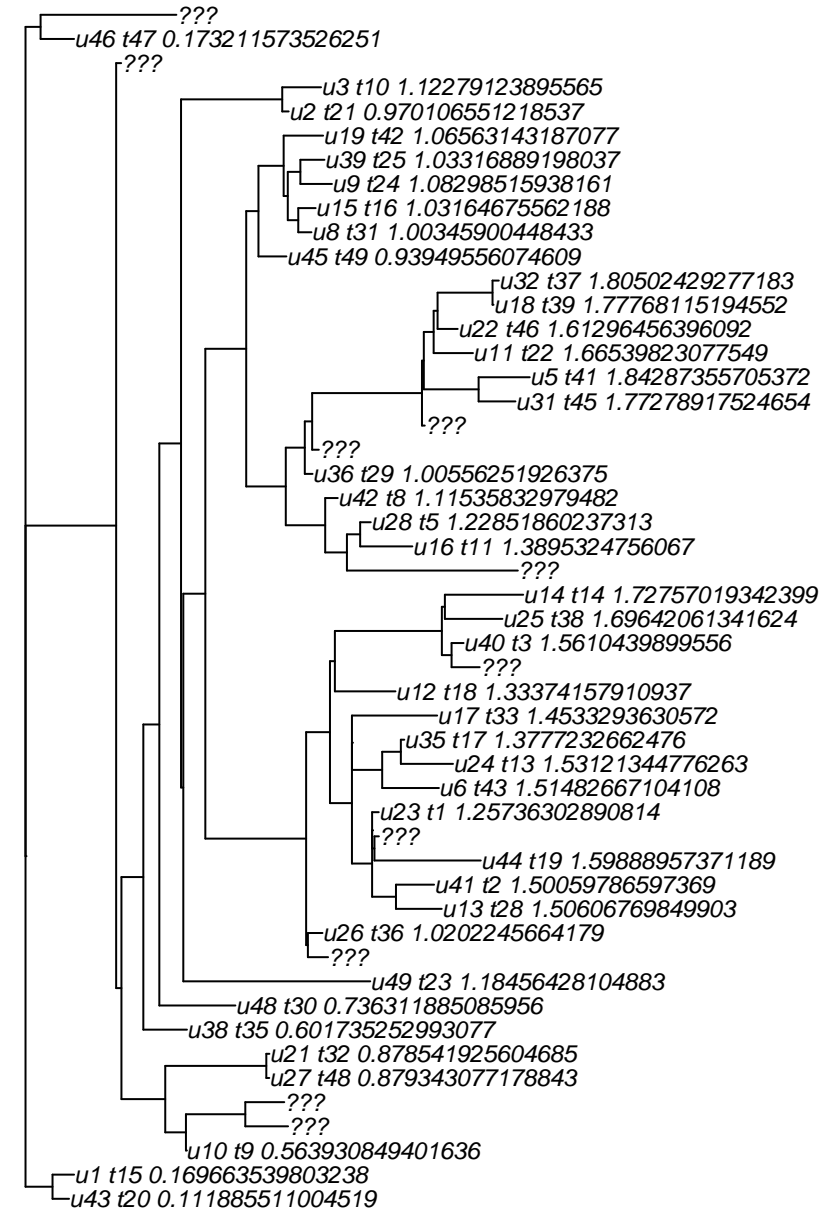 ???
u46 t47 0.173211573526251
???
u3 t10 1.12279123895565
u2 t21 0.970106551218537
u19 t42 1.06563143187077
u39 t25 1.03316889198037
u9 t24 1.08298515938161
u15 t16 1.03164675562188
u8 t31 1.00345900448433
u45 t49 0.93949556074609
u32 t37 1.80502429277183
u18 t39 1.77768115194552
u22 t46 1.61296456396092
u11 t22 1.66539823077549
u5 t41 1.84287355705372
u31 t45 1.77278917524654
???
???
u36 t29 1.00556251926375
u42 t8 1.11535832979482
u28 t5 1.22851860237313
u16 t11 1.3895324756067
???
u14 t14 1.72757019342399
u25 t38 1.69642061341624
u40 t3 1.5610439899556
???
u12 t18 1.33374157910937
u17 t33 1.4533293630572
u35 t17 1.3777232662476
u24 t13 1.53121344776263
u6 t43 1.51482667104108
u23 t1 1.25736302890814
???
u44 t19 1.59888957371189
u41 t2 1.50059786597369
u13 t28 1.50606769849903
u26 t36 1.0202245664179
???
u49 t23 1.18456428104883
u48 t30 0.736311885085956
u38 t35 0.601735252993077
u21 t32 0.878541925604685
u27 t48 0.879343077178843
???
???
u10 t9 0.563930849401636
u1 t15 0.169663539803238
u43 t20 0.111885511004519